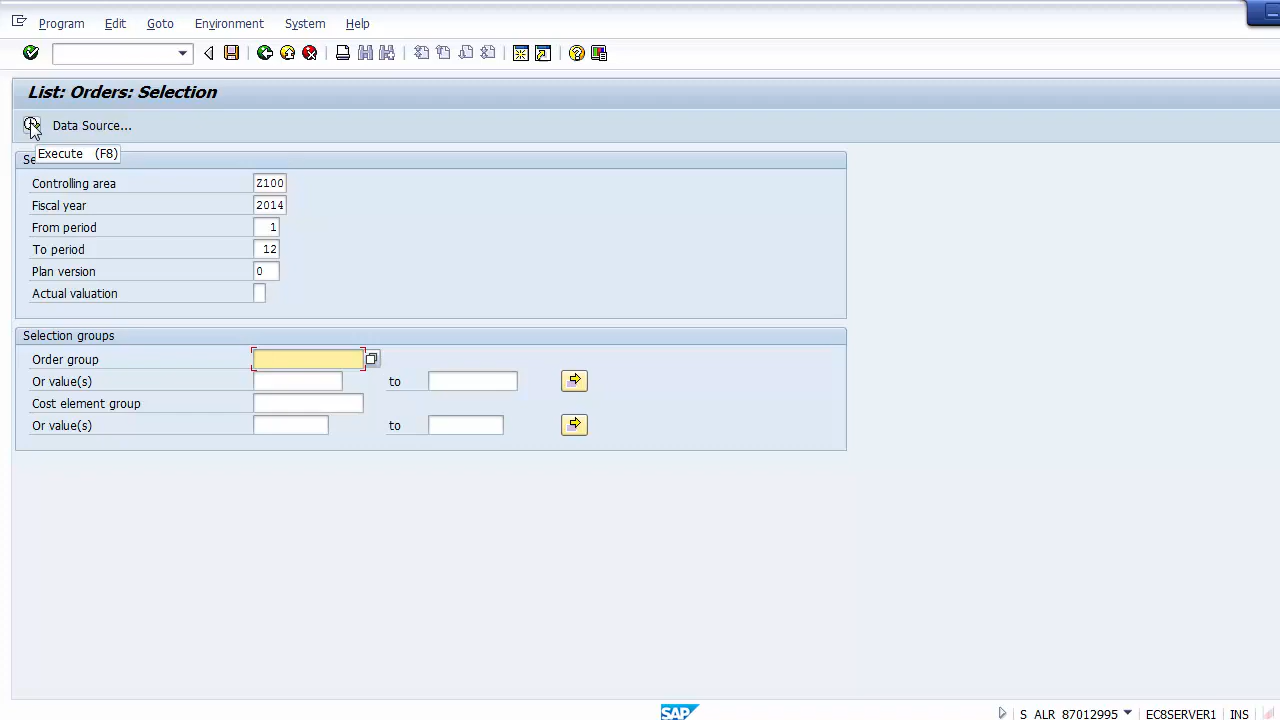 Program Edit Goto Environment System Help
List: Orders: Selection
Data Source...
Execute (F8)
Se
Controlling area Z100
Fiscal year 2014
From period 1
To period 12
Plan version 0
Actual valuation
Selection groups
Order group
Or value(s) to
Cost element group
Or value(s) to
SAP S_ALR_87012995 EC8SERVER1 INS